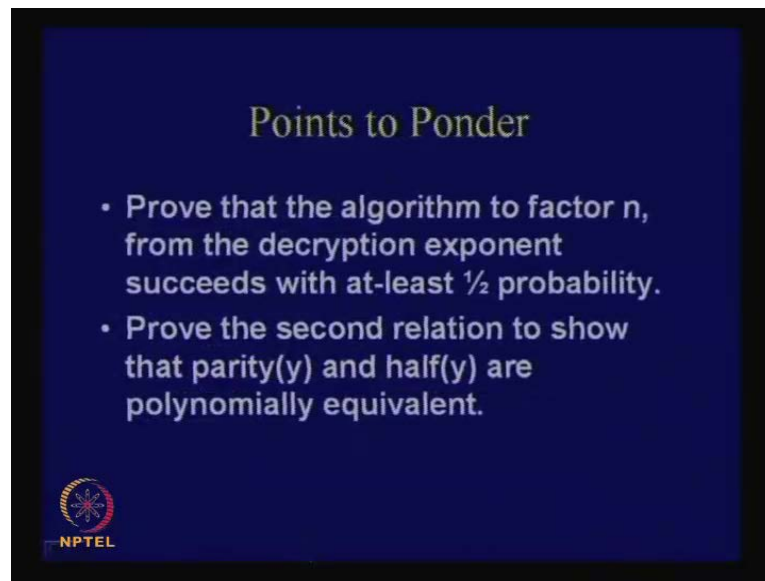 Points to Ponder
• Prove that the algorithm to factor n,
from the decryption exponent
succeeds with at-least ½ probability.
• Prove the second relation to show
that parity(y) and half(y) are
polynomially equivalent.
NPTEL